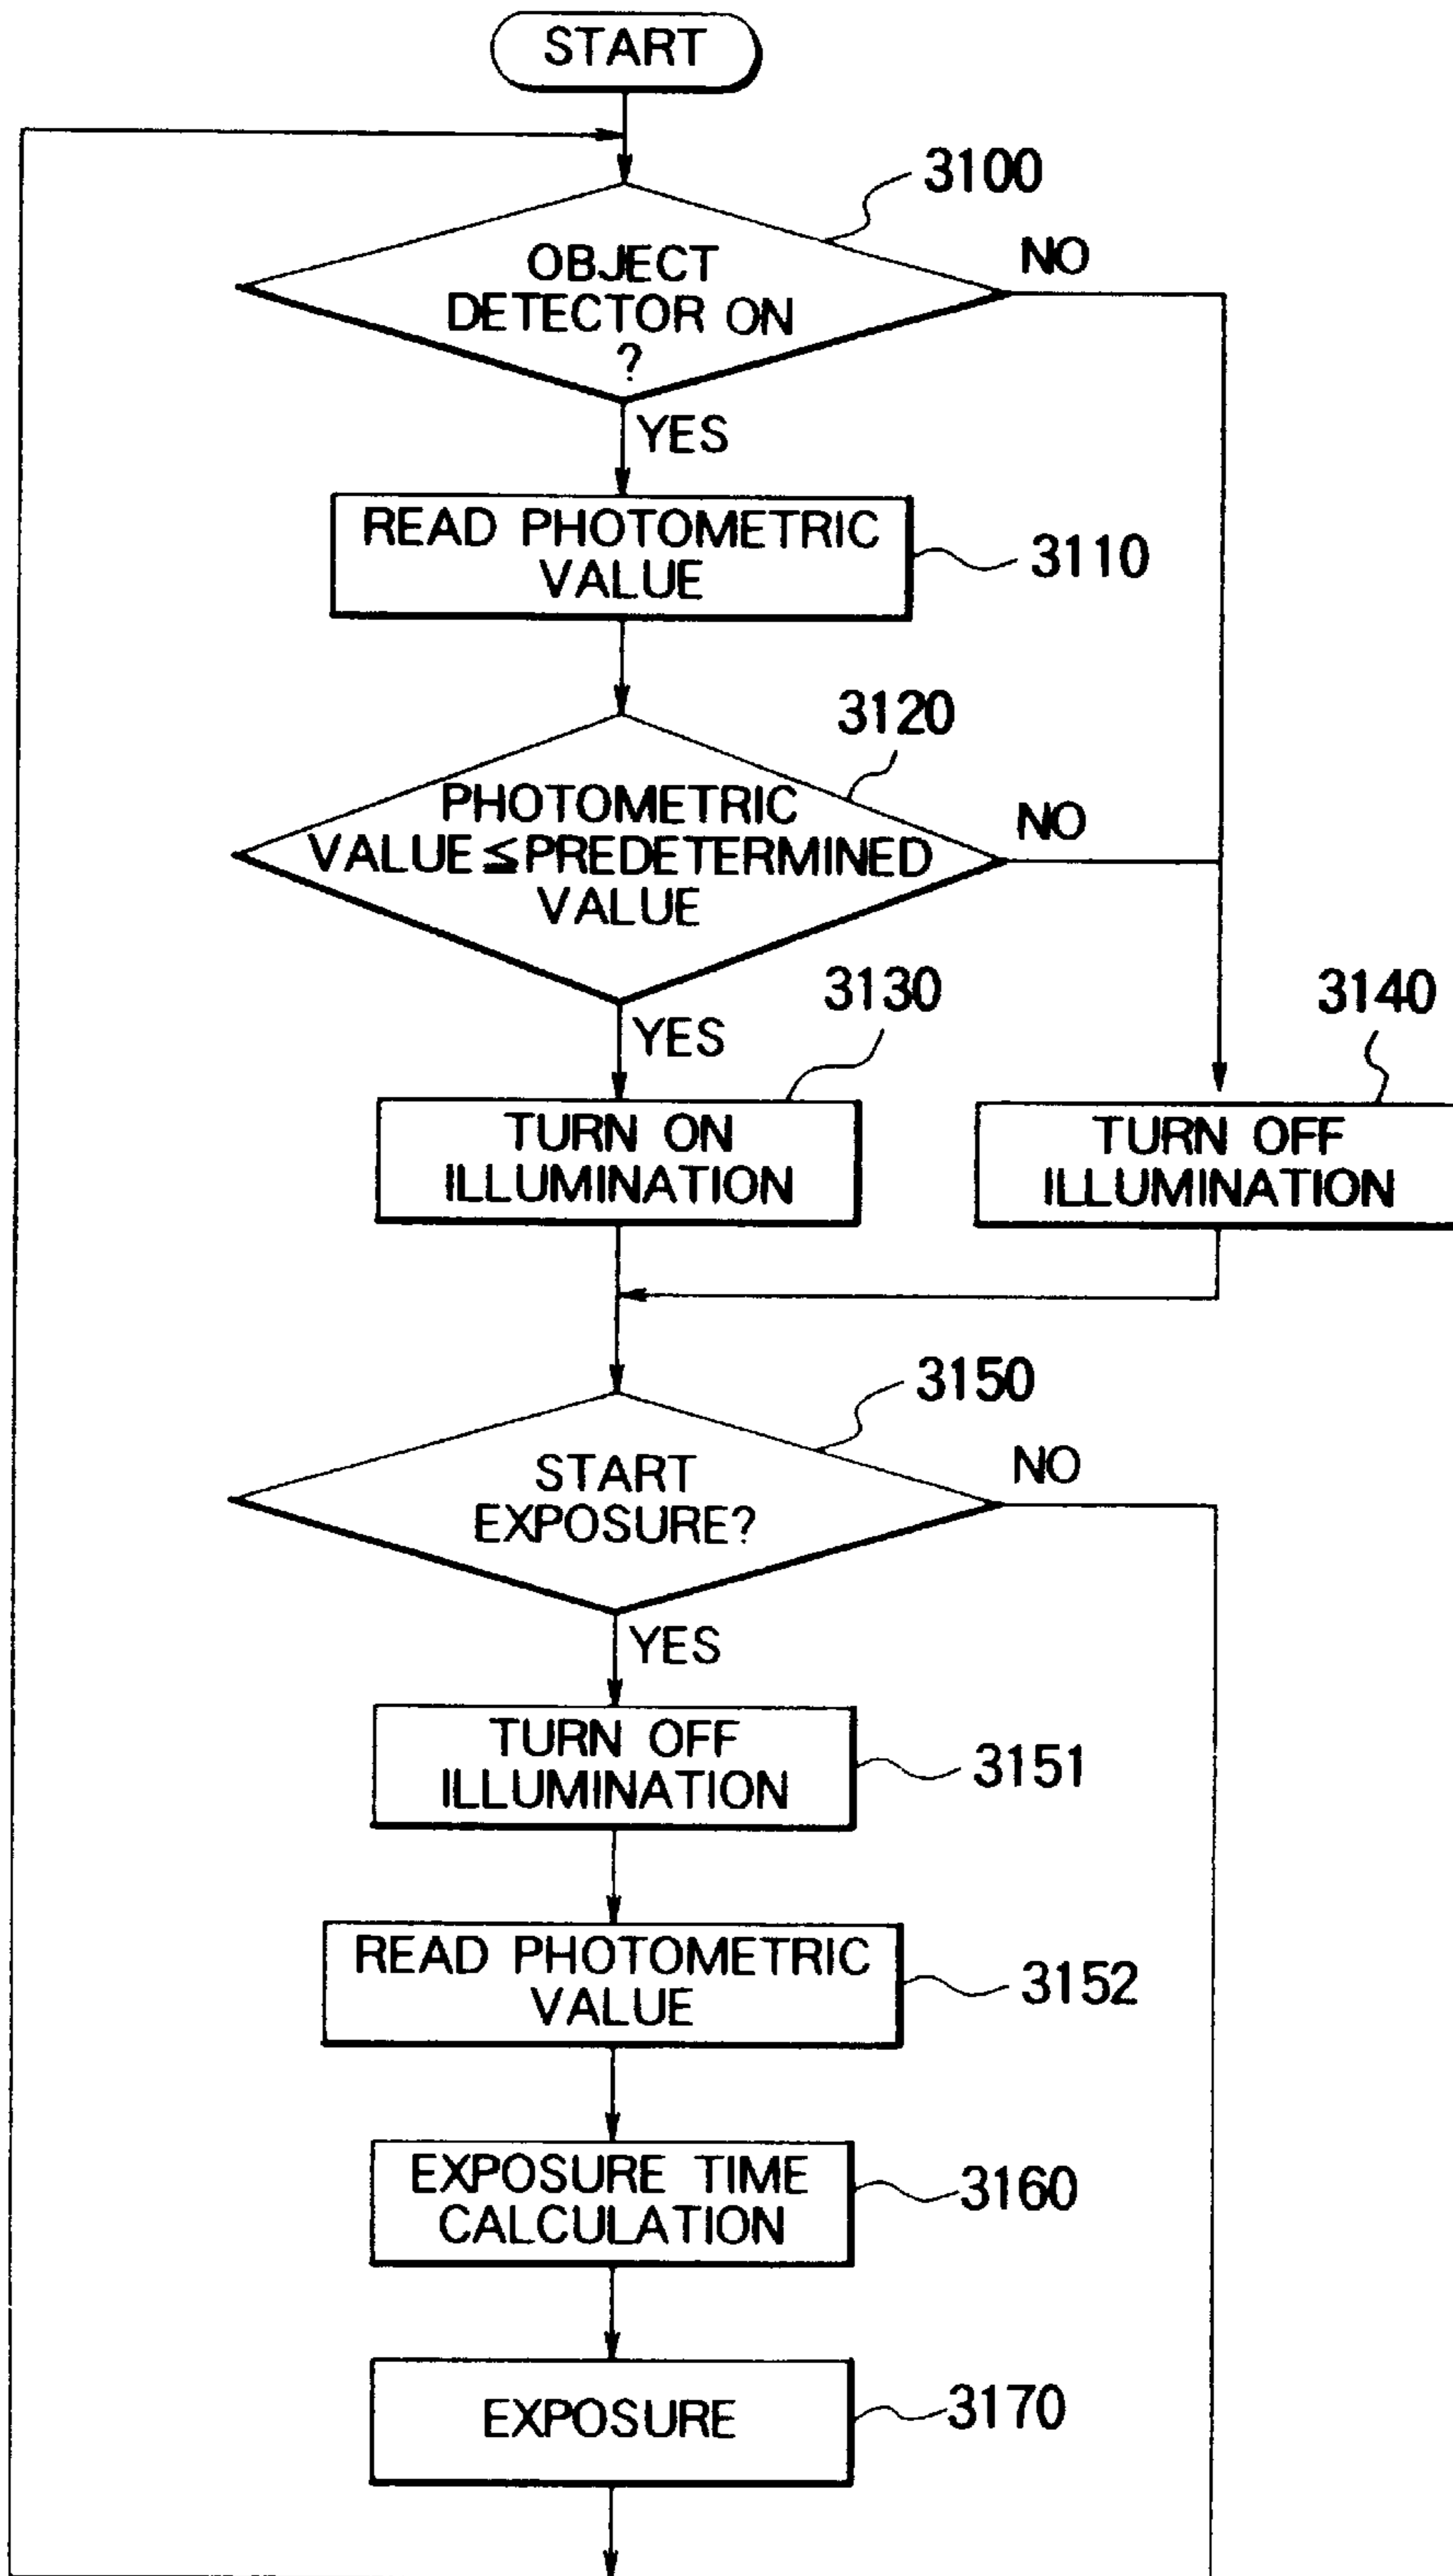 START
3100
NO
OBJECT
DETECTOR ON
?
YES
READ PHOTOMETRIC
VALUE
3110
3120
PHOTOMETRIC
VALUE≦PREDETERMINED
VALUE
NO
YES
3130
3140
TURN ON
ILLUMINATION
TURN OFF
ILLUMINATION
3150
START
EXPOSURE?
NO
YES
TURN OFF
ILLUMINATION
3151
READ PHOTOMETRIC
VALUE
3152
EXPOSURE TIME
CALCULATION
3160
EXPOSURE
3170